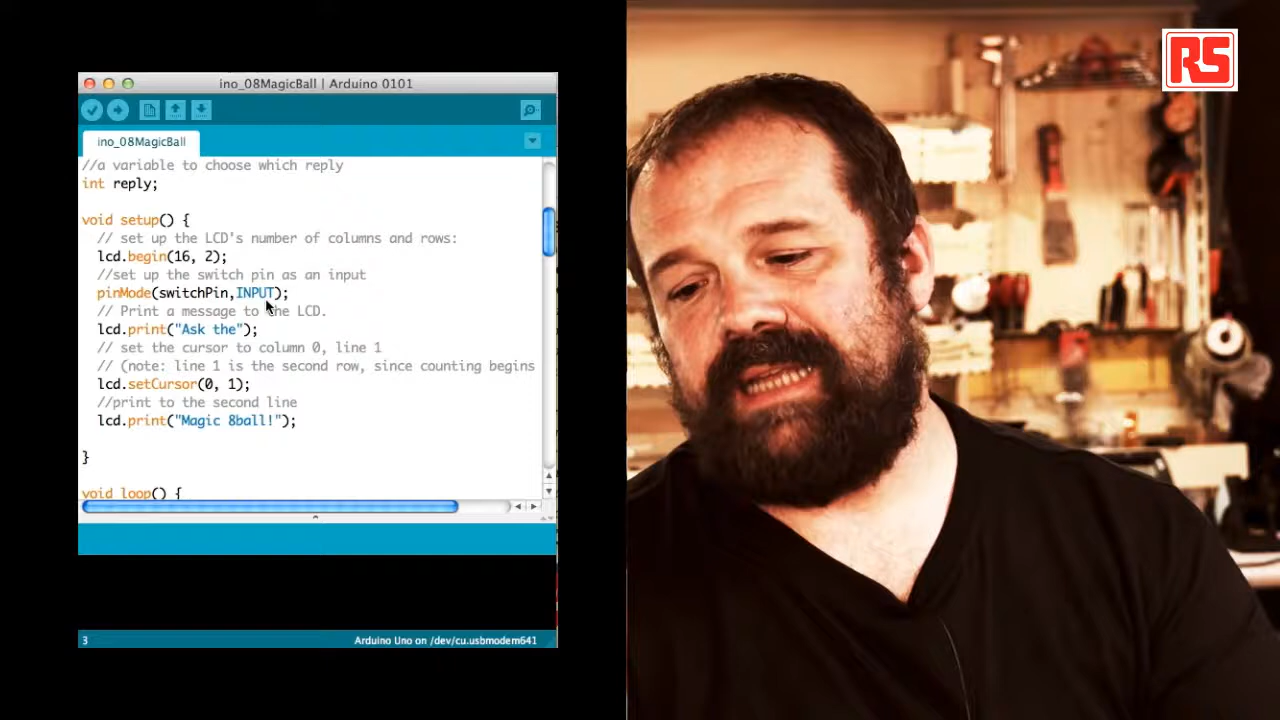 ino_08MagicBall | Arduino 0101
ino_08MagicBall
//a variable to choose which reply
int reply;
void setup() {
// set up the LCD's number of columns and rows:
lcd.begin(16, 2);
//set up the switch pin as an input
pinMode(switchPin,INPUT);
// Print a message to the LCD.
lcd.print("Ask the");
// set the cursor to column 0, line 1
// (note: line 1 is the second row, since counting begins
lcd.setCursor(0, 1);
//print to the second line
lcd.print("Magic 8ball!");
}
void loop() {
3
Arduino Uno on /dev/cu.usbmodem641
RS